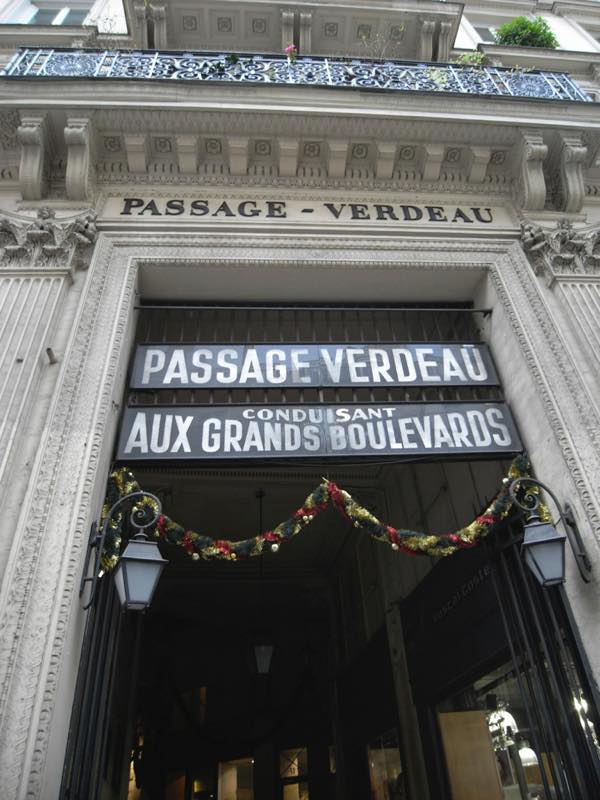 PASSAGE - VERDEAU
PASSAGE VERDEAU
CONDUISANT
AUX GRANDS BOULEVARDS